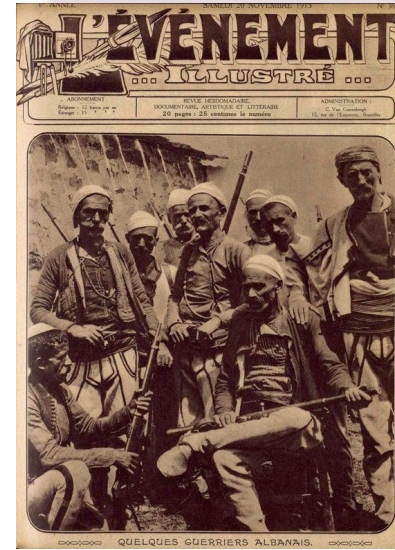 1re ANNÉE SAMEDI 20 NOVEMBRE 1915
L'ÉVÉNEMENT
... ILLUSTRÉ ...
ABONNEMENT
REVUE HEBDOMADAIRE,
DOCUMENTAIRE, ARTISTIQUE ET LITTÉRAIRE
20 pages : 25 centimes le numéro
ADMINISTRATION :
QUELQUES GUERRIERS ALBANAIS.